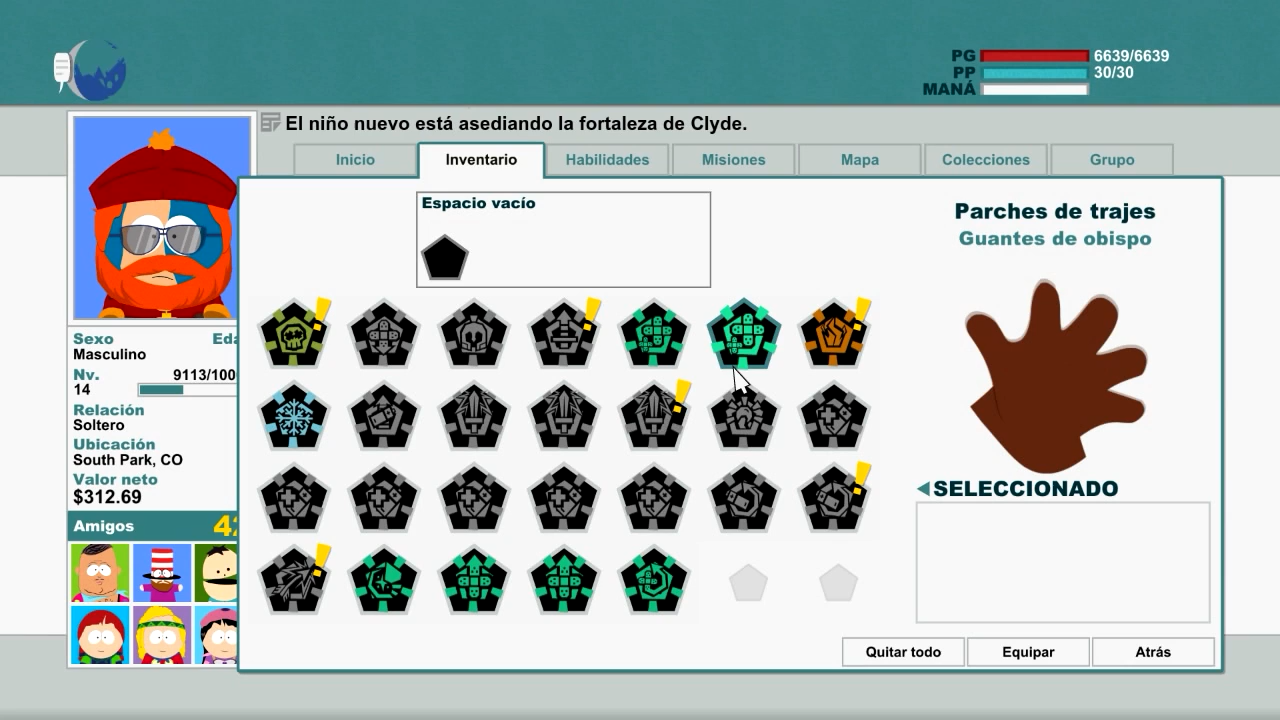 PG 6639/6639
PP 30/30
MANÁ
El niño nuevo está asediando la fortaleza de Clyde.
Inicio
Inventario
Habilidades
Misiones
Mapa
Colecciones
Grupo
Espacio vacío
Parches de trajes
Guantes de obispo
Sexo
Masculino
Nv. 9113/100
14
Relación
Soltero
Ubicación
South Park, CO
Valor neto
$312.69
Amigos
SELECCIONADO
Quitar todo
Equipar
Atrás